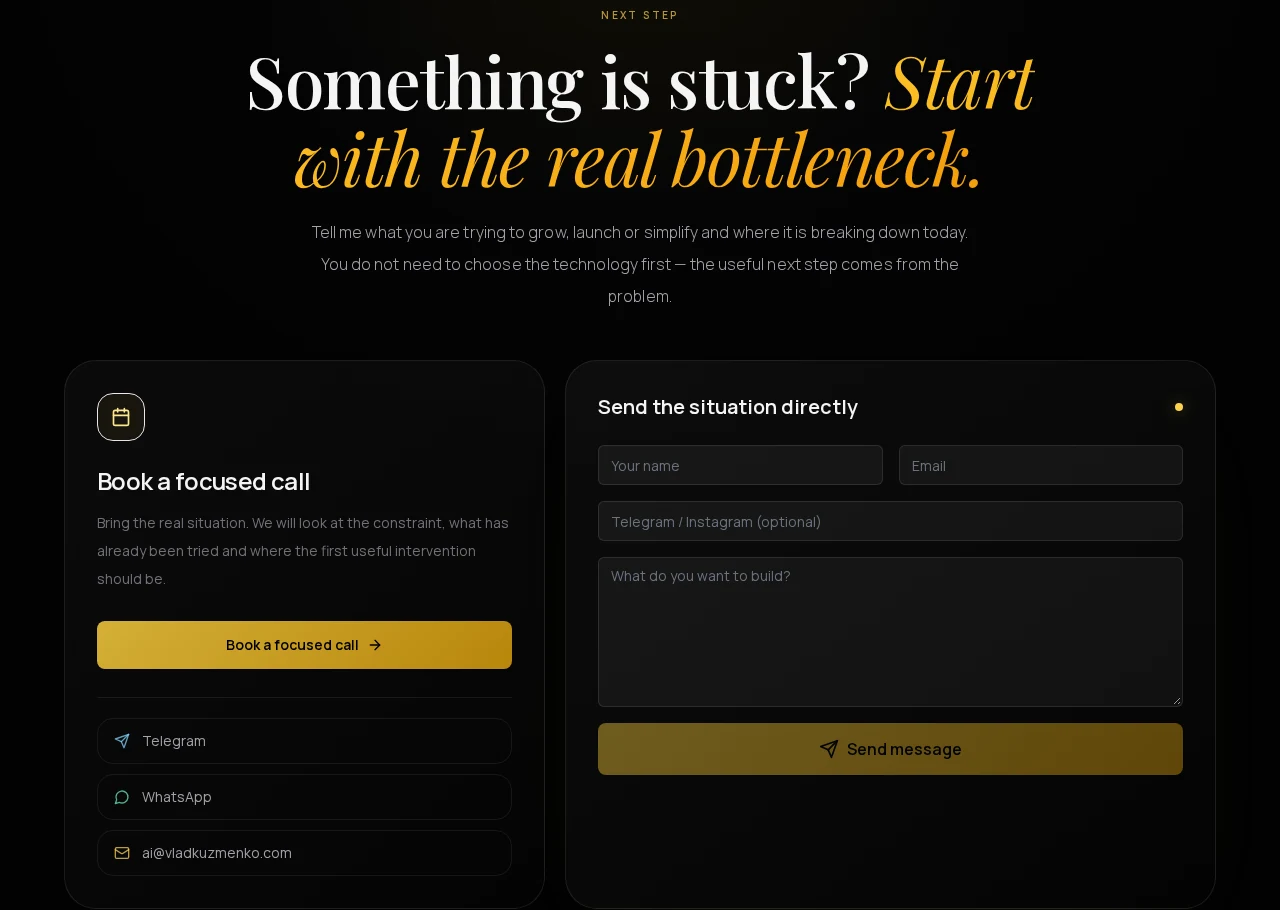 NEXT STEP
Something is stuck? Start
with the real bottleneck.
Tell me what you are trying to grow, launch or simplify and where it is breaking down today.
You do not need to choose the technology first — the useful next step comes from the
problem.
Book a focused call
Bring the real situation. We will look at the constraint, what has
already been tried and where the first useful intervention
should be.
Book a focused call
Telegram
WhatsApp
ai@vladkuzmenko.com
Send the situation directly
Your name
Email
Telegram / Instagram (optional)
What do you want to build?
Send message